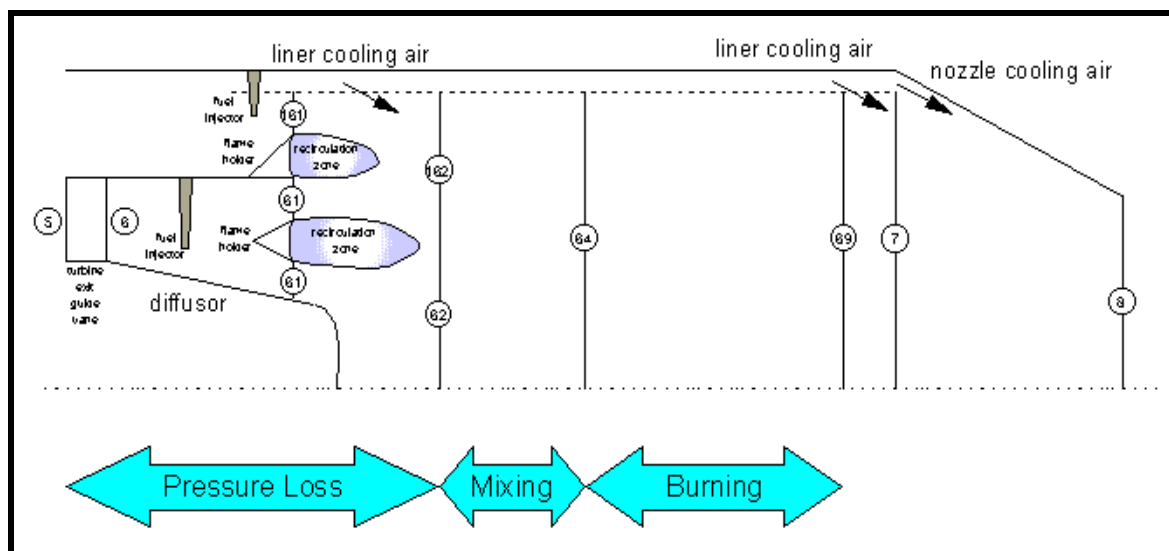 liner cooling air
liner cooling air
nozzle cooling air
fuel
injector
161
flame
holder
recirculation
zone
162
5
6
61
fuel
injector
flame
holder
recirculation
zone
64
69
7
turbine
exit
guide
vane
diffusor
61
62
8
Pressure Loss
Mixing
Burning